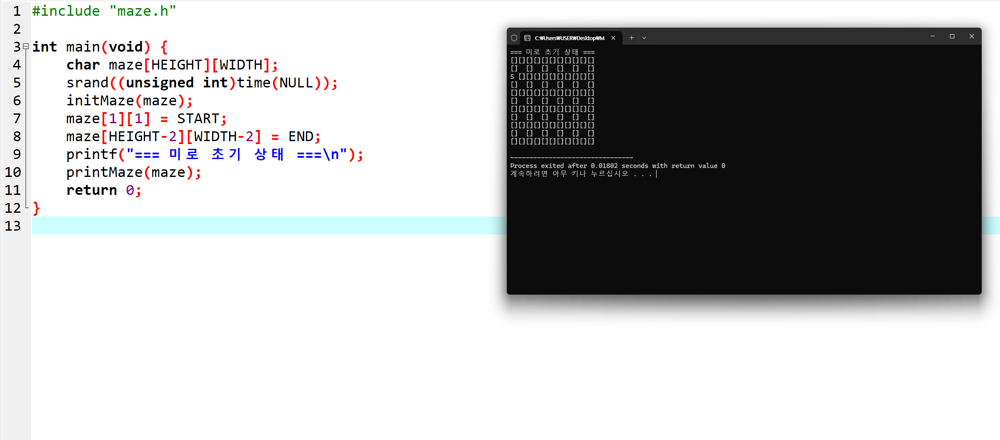 1 #include "maze.h"
2
3 int main(void) {
4     char maze[HEIGHT][WIDTH];
5     srand((unsigned int)time(NULL));
6     initMaze(maze);
7     maze[1][1] = START;
8     maze[HEIGHT-2][WIDTH-2] = END;
9     printf("=== 미로 초기 상태 ===\n");
10     printMaze(maze);
11     return 0;
12 }
13
C:₩Users₩USER₩Desktop₩M
=== 미로 초기 상태 ===
[][][][][][][][][][][]
[]  []  []  []  []  []
S [][][][][][][][][][]
[]  []  []  []  []  []
[][][][][][][][][][][]
[]  []  []  []  []  []
[][][][][][][][][][][]
[]  []  []  []  []  []
[][][][][][][][][][][]
[]  []  []  []  []  []
[][][][][][][][][][][]
--------------------------------
Process exited after 0.01802 seconds with return value 0
계속하려면 아무 키나 누르십시오 . . .